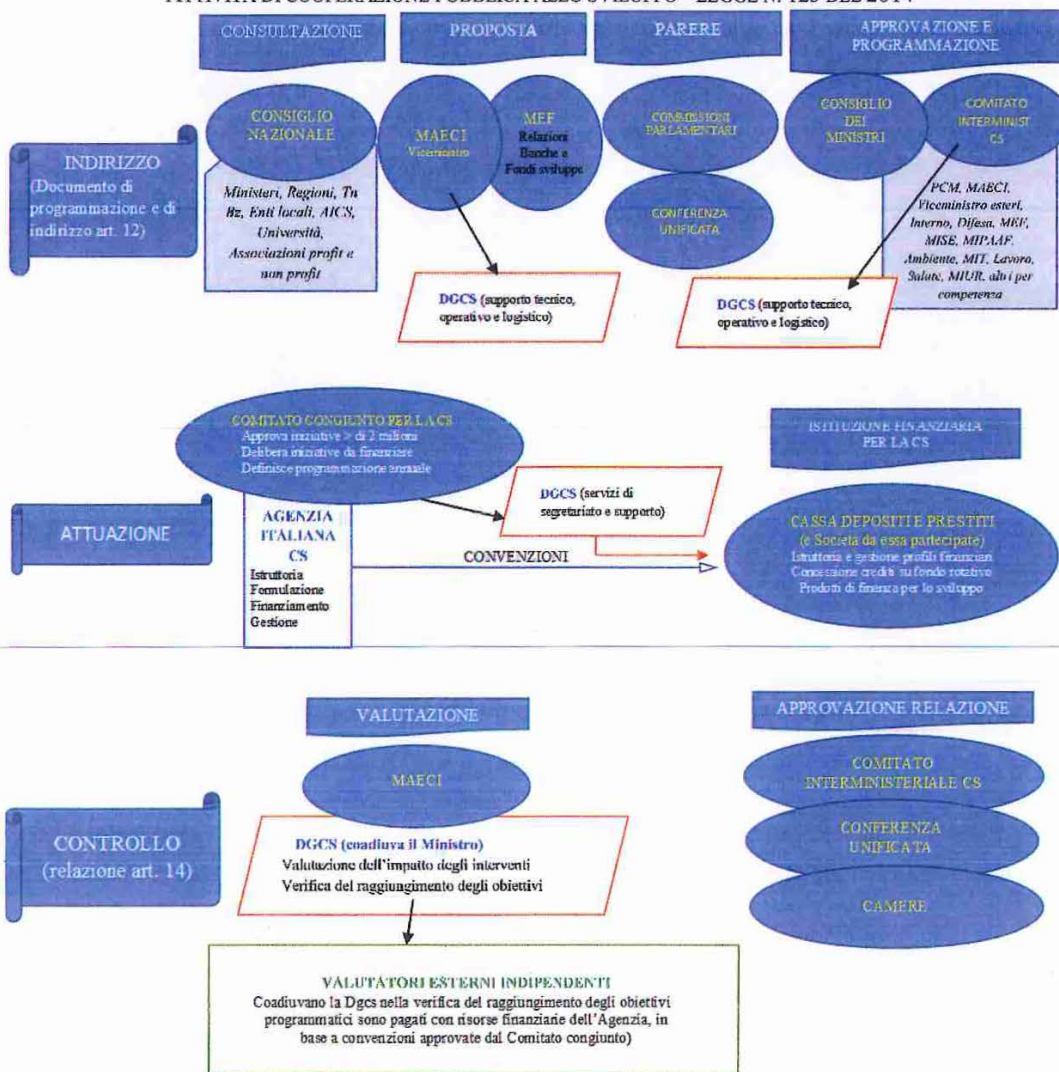 ATTIVITÀ DI COOPERAZIONE PUBBLICA ALLO SVILUPPO - LEGGE N. 125 DEL 2014
CONSULTAZIONE
PROPOSTA
PARERE
APPROVAZIONE E
PROGRAMMAZIONE
INDIRIZZO
(Documento di
programmazione e di
indirizzo art. 12)
CONSIGLIO
NAZIONALE
Ministeri, Regioni, Tn
Bz, Enti locali, AICS,
Università,
Associazioni profit e
non profit
MAECI
Viceministro
MEF
Relazioni
Banche e
Fondi sviluppo
COMMISSIONI
PARLAMENTARI
CONFERENZA
UNIFICATA
CONSIGLIO
DEI
MINISTRI
COMITATO
INTERMINIST
CS
PCM, MAECI,
Viceministro esteri,
Interno, Difesa, MEF,
MISE, MIPAAF,
Ambiente, MIT, Lavoro,
Salute, MIUR, altri per
competenza
DGCS (supporto tecnico,
operativo e logistico)
DGCS (supporto tecnico,
operativo e logistico)
ATTUAZIONE
COMITATO CONGIUNTO PER LA CS
Approva iniziative > di 2 milioni
Delibera iniziative da finanziare
Definisce programmazione annuale
AGENZIA
ITALIANA
CS
Istruttoria
Formulazione
Finanziamento
Gestione
DGCS (servizi di
segretariato e supporto)
CONVENZIONI
ISTITUZIONE FINANZIARIA
PER LA CS
CASSA DEPOSITI E PRESTITI
(e Società da essa partecipate)
Istruttoria e gestione profili finanziari
Concessione crediti su fondo rotativo
Prodotti di finanza per lo sviluppo
CONTROLLO
(relazione art. 14)
VALUTAZIONE
MAECI
DGCS (coadiuva il Ministro)
Valutazione dell'impatto degli interventi
Verifica del raggiungimento degli obiettivi
VALUTATORI ESTERNI INDIPENDENTI
Coadiuvano la Dgcs nella verifica del raggiungimento degli obiettivi
programmatici sono pagati con risorse finanziarie dell'Agenzia, in
base a convenzioni approvate dal Comitato congiunto)
APPROVAZIONE RELAZIONE
COMITATO
INTERMINISTERIALE CS
CONFERENZA
UNIFICATA
CAMERE